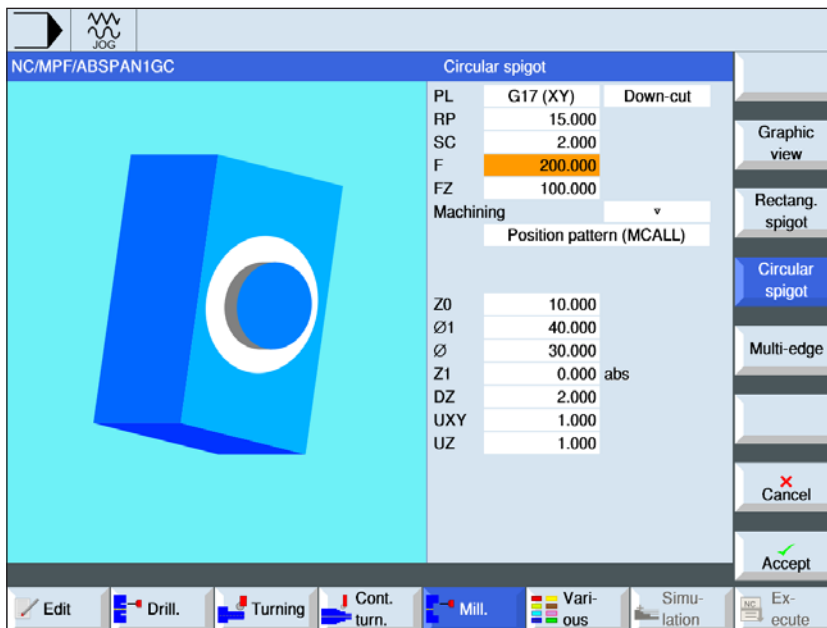 JOG
NC/MPF/ABSPAN1GC
Circular spigot
PL G17 (XY) Down-cut
RP 15.000
SC 2.000
F 200.000
FZ 100.000
Machining ▿
Position pattern (MCALL)
Z0 10.000
Ø1 40.000
Ø 30.000
Z1 0.000 abs
DZ 2.000
UXY 1.000
UZ 1.000
Graphic
view
Rectang.
spigot
Circular
spigot
Multi-edge
Cancel
Accept
Edit
Drill.
Turning
Cont.
turn.
Mill.
Vari-
ous
Simu-
lation
NC
Ex-
ecute